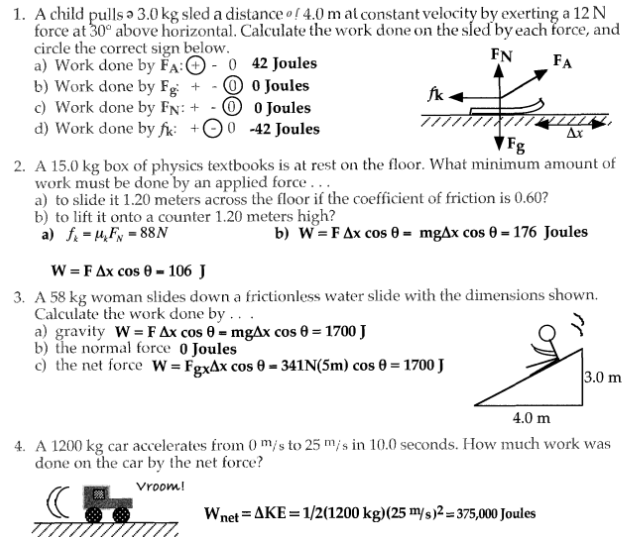 1. A child pulls a 3.0 kg sled a distance of 4.0 m at constant velocity by exerting a 12 N
force at 30° above horizontal. Calculate the work done on the sled by each force, and
circle the correct sign below.
a) Work done by FA: + - 0 42 Joules
b) Work done by Fg: + - 0 0 Joules
c) Work done by FN: + - 0 0 Joules
d) Work done by fk: + - 0 -42 Joules
FN
FA
fk
Δx
Fg
2. A 15.0 kg box of physics textbooks is at rest on the floor. What minimum amount of
work must be done by an applied force . . .
a) to slide it 1.20 meters across the floor if the coefficient of friction is 0.60?
b) to lift it onto a counter 1.20 meters high?
a) fk = μkFN = 88N b) W = F Δx cos θ = mgΔx cos θ = 176 Joules
W = F Δx cos θ = 106 J
3. A 58 kg woman slides down a frictionless water slide with the dimensions shown.
Calculate the work done by . . .
a) gravity W = F Δx cos θ = mgΔx cos θ = 1700 J
b) the normal force 0 Joules
c) the net force W = FgxΔx cos θ = 341N(5m) cos θ = 1700 J
3.0 m
4.0 m
4. A 1200 kg car accelerates from 0 m/s to 25 m/s in 10.0 seconds. How much work was
done on the car by the net force?
Vroom!
Wnet = ΔKE = 1/2(1200 kg)(25 m/s)2 = 375,000 Joules